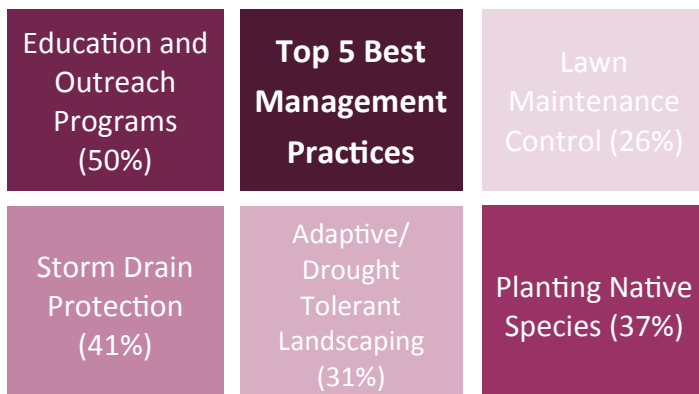 Education and
Outreach
Programs
(50%)
Top 5 Best
Management
Practices
Lawn
Maintenance
Control (26%)
Storm Drain
Protection
(41%)
Adaptive/
Drought
Tolerant
Landscaping
(31%)
Planting Native
Species (37%)